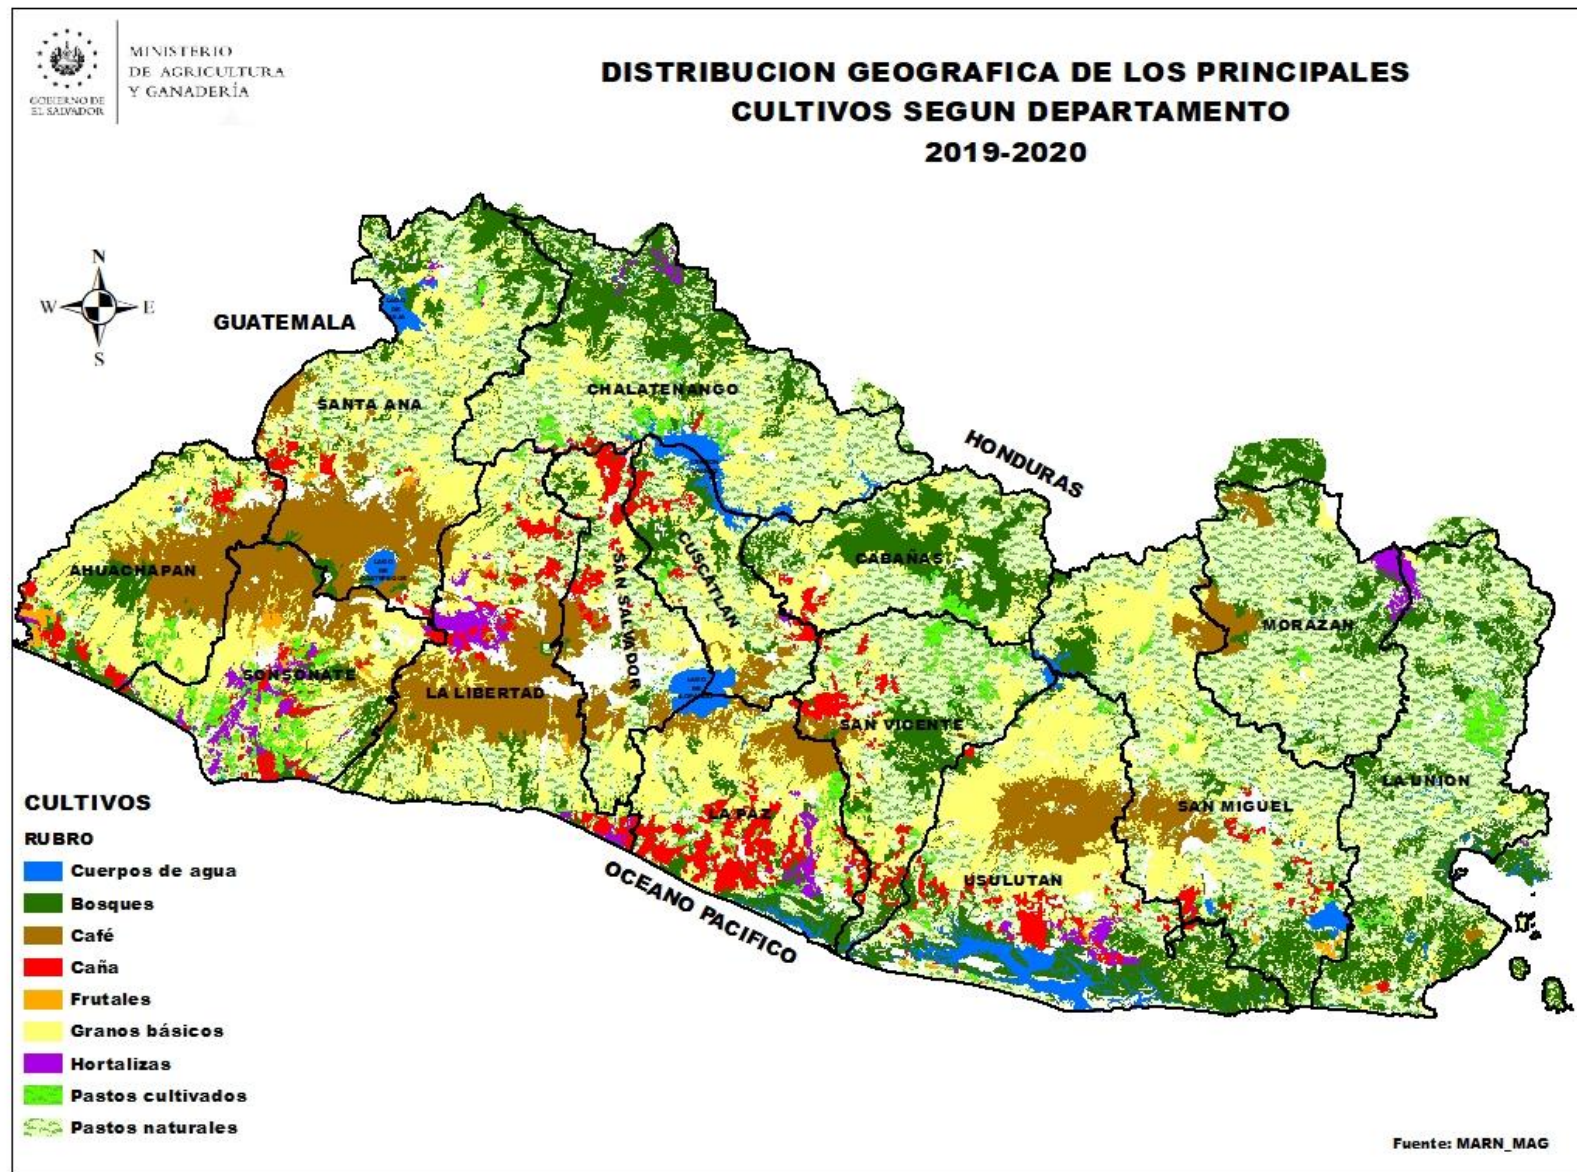 GOBIERNO DE
EL SALVADOR
MINISTERIO
DE AGRICULTURA
Y GANADERÍA
DISTRIBUCION GEOGRAFICA DE LOS PRINCIPALES
CULTIVOS SEGUN DEPARTAMENTO
2019-2020
N
W
E
S
GUATEMALA
HONDURAS
OCEANO PACIFICO
SANTA ANA
CHALATENANGO
AHUACHAPAN
SONSONATE
LA LIBERTAD
SAN SALVADOR
CUSCATLAN
CABAÑAS
SAN VICENTE
LA PAZ
USULUTAN
SAN MIGUEL
MORAZAN
LA UNION
CULTIVOS
RUBRO
Cuerpos de agua
Bosques
Café
Caña
Frutales
Granos básicos
Hortalizas
Pastos cultivados
Pastos naturales
Fuente: MARN_MAG